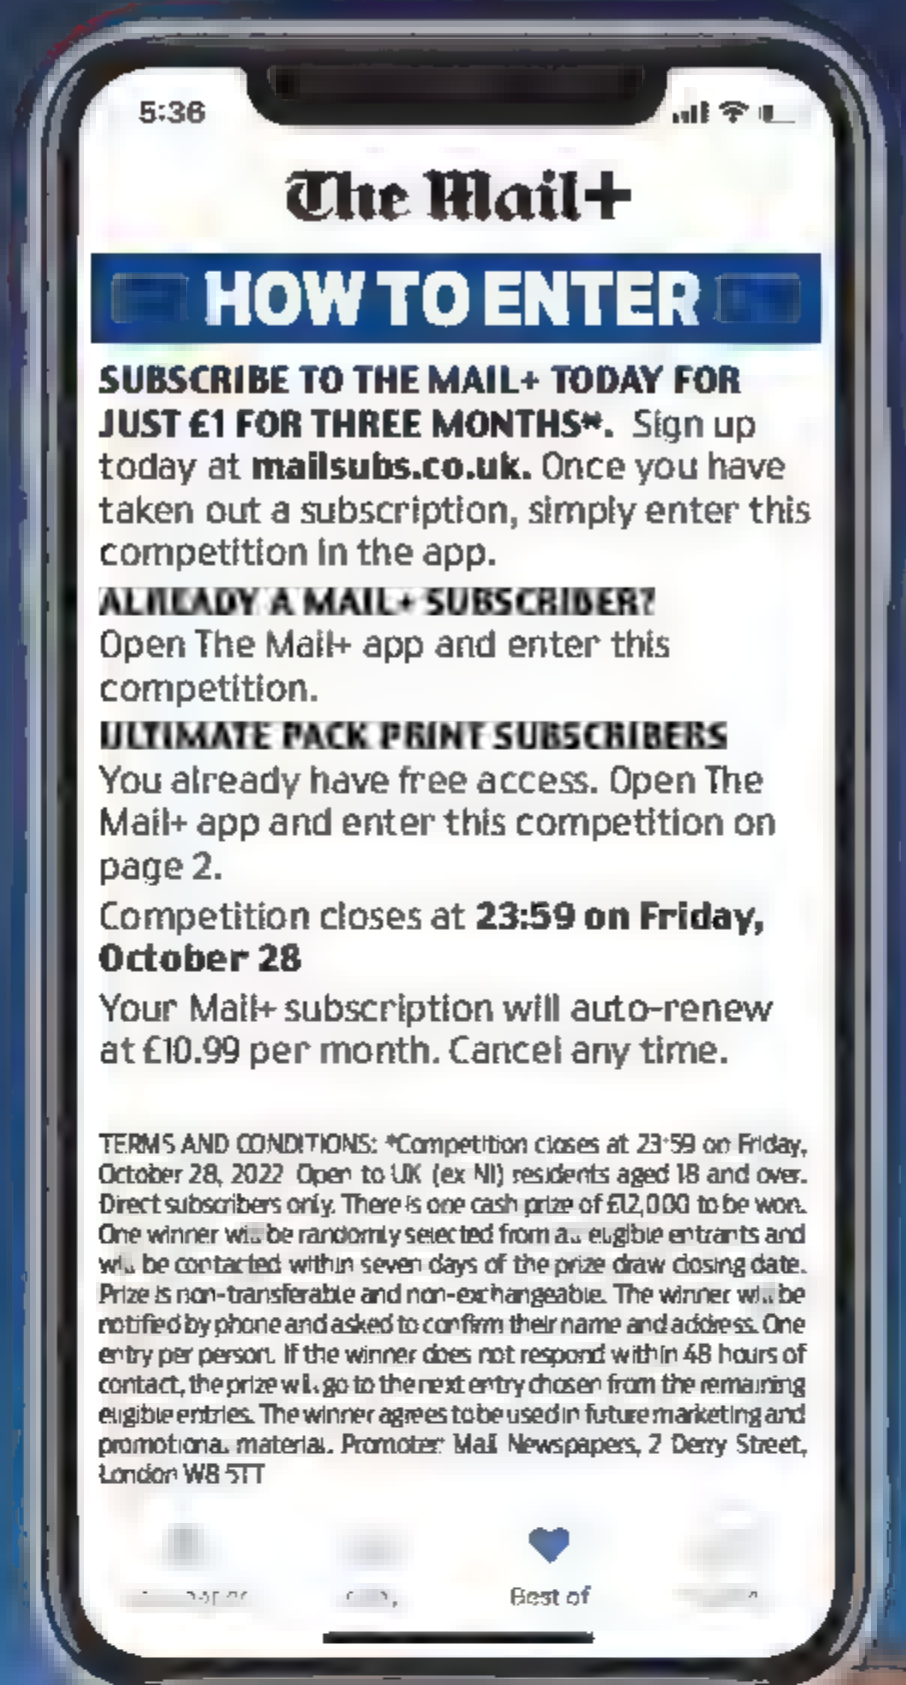 5:36
The Mail+
HOW TO ENTER
SUBSCRIBE TO THE MAIL+ TODAY FOR
JUST £1 FOR THREE MONTHS*. Sign up
today at mailsubs.co.uk. Once you have
taken out a subscription, simply enter this
competition in the app.
ALREADY A MAIL+ SUBSCRIBER?
Open The Mail+ app and enter this
competition.
ULTIMATE PACK PRINT SUBSCRIBERS
You already have free access. Open The
Mail+ app and enter this competition on
page 2.
Competition closes at 23:59 on Friday,
October 28
Your Mail+ subscription will auto-renew
at £10.99 per month. Cancel any time.
TERMS AND CONDITIONS: *Competition closes at 23:59 on Friday,
October 28, 2022 Open to UK (ex NI) residents aged 18 and over.
Direct subscribers only. There is one cash prize of £12,000 to be won.
One winner will be randomly selected from all eligible entrants and
will be contacted within seven days of the prize draw closing date.
Prize is non-transferable and non-exchangeable. The winner will be
notified by phone and asked to confirm their name and address. One
entry per person. If the winner does not respond within 48 hours of
contact, the prize will go to the next entry chosen from the remaining
eligible entries. The winner agrees to be used in future marketing and
promotional material. Promoter: Mail Newspapers, 2 Derry Street,
London W8 5TT
Best of